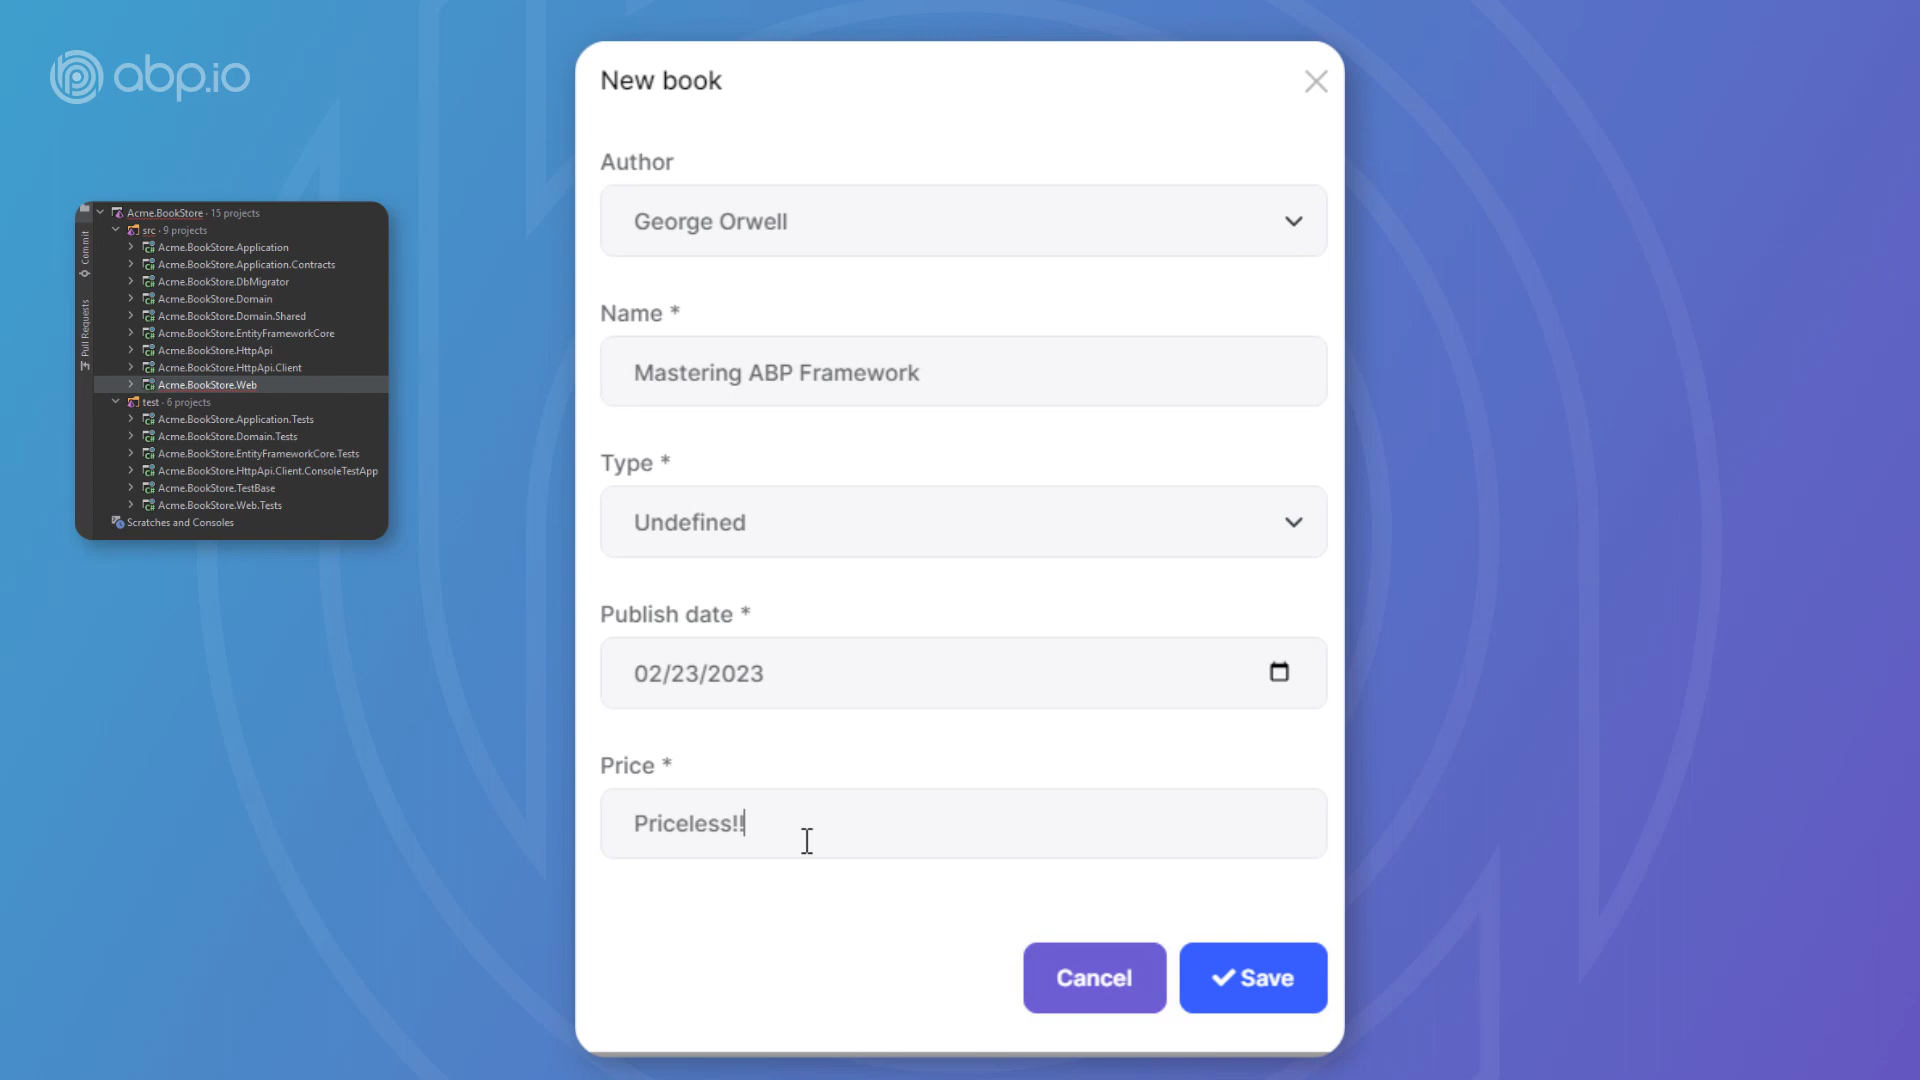 abp.io
New book
Author
George Orwell
Name *
Mastering ABP Framework
Type *
Undefined
Publish date *
02/23/2023
Price *
Priceless!!
Cancel
Save
Commit
Pull Requests
Acme.BookStore · 15 projects
src · 9 projects
Acme.BookStore.Application
Acme.BookStore.Application.Contracts
Acme.BookStore.DbMigrator
Acme.BookStore.Domain
Acme.BookStore.Domain.Shared
Acme.BookStore.EntityFrameworkCore
Acme.BookStore.HttpApi
Acme.BookStore.HttpApi.Client
Acme.BookStore.Web
test · 6 projects
Acme.BookStore.Application.Tests
Acme.BookStore.Domain.Tests
Acme.BookStore.EntityFrameworkCore.Tests
Acme.BookStore.HttpApi.Client.ConsoleTestApp
Acme.BookStore.TestBase
Acme.BookStore.Web.Tests
Scratches and Consoles